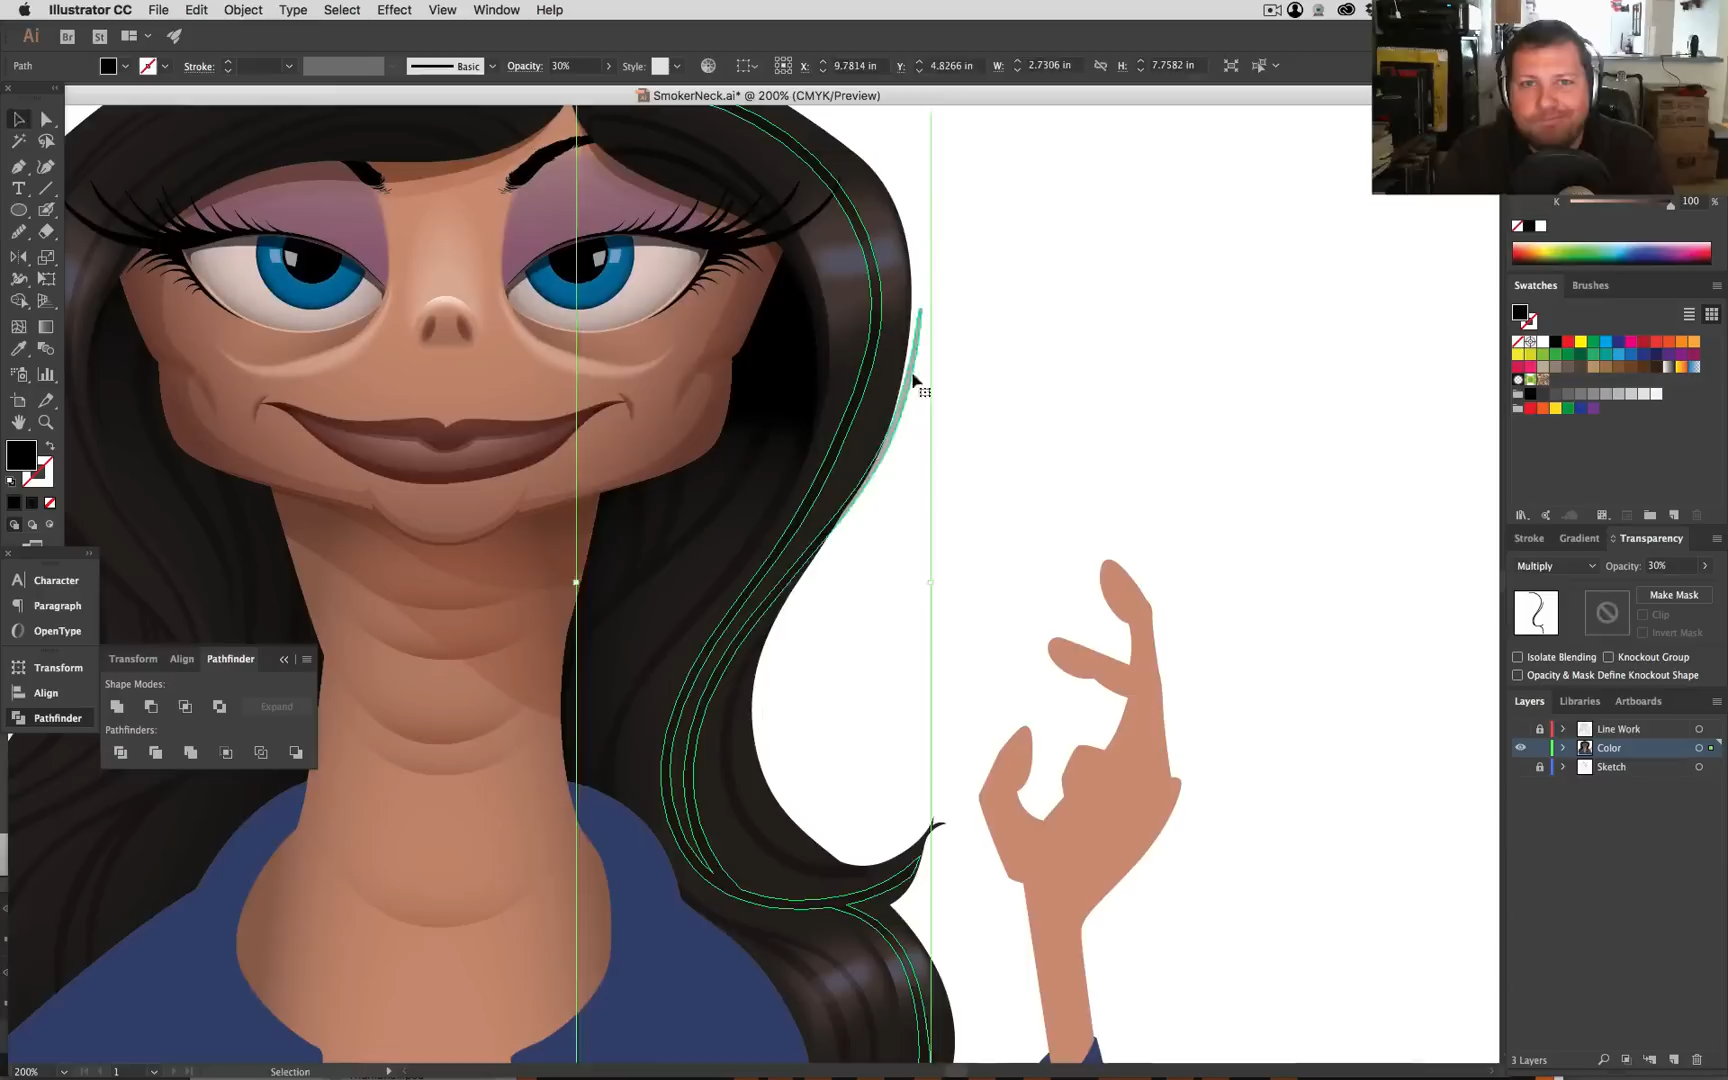 Illustrator CC File Edit Object Type Select Effect View Window Help
Ai Br St
Path Stroke: Basic Opacity: 30% Style: X: 9.7814 in Y: 4.8266 in W: 2.7306 in H: 7.7582 in
SmokerNeck.ai* @ 200% (CMYK/Preview)
K 100 %
Swatches Brushes
Stroke Gradient Transparency
Multiply Opacity: 30%
Make Mask
Clip
Invert Mask
Isolate Blending Knockout Group
Opacity & Mask Define Knockout Shape
Layers Libraries Artboards
Line Work
Color
Sketch
3 Layers
Character
Paragraph
OpenType
Transform
Align
Pathfinder
Transform Align Pathfinder
Shape Modes:
Expand
Pathfinders:
200% 1 Selection